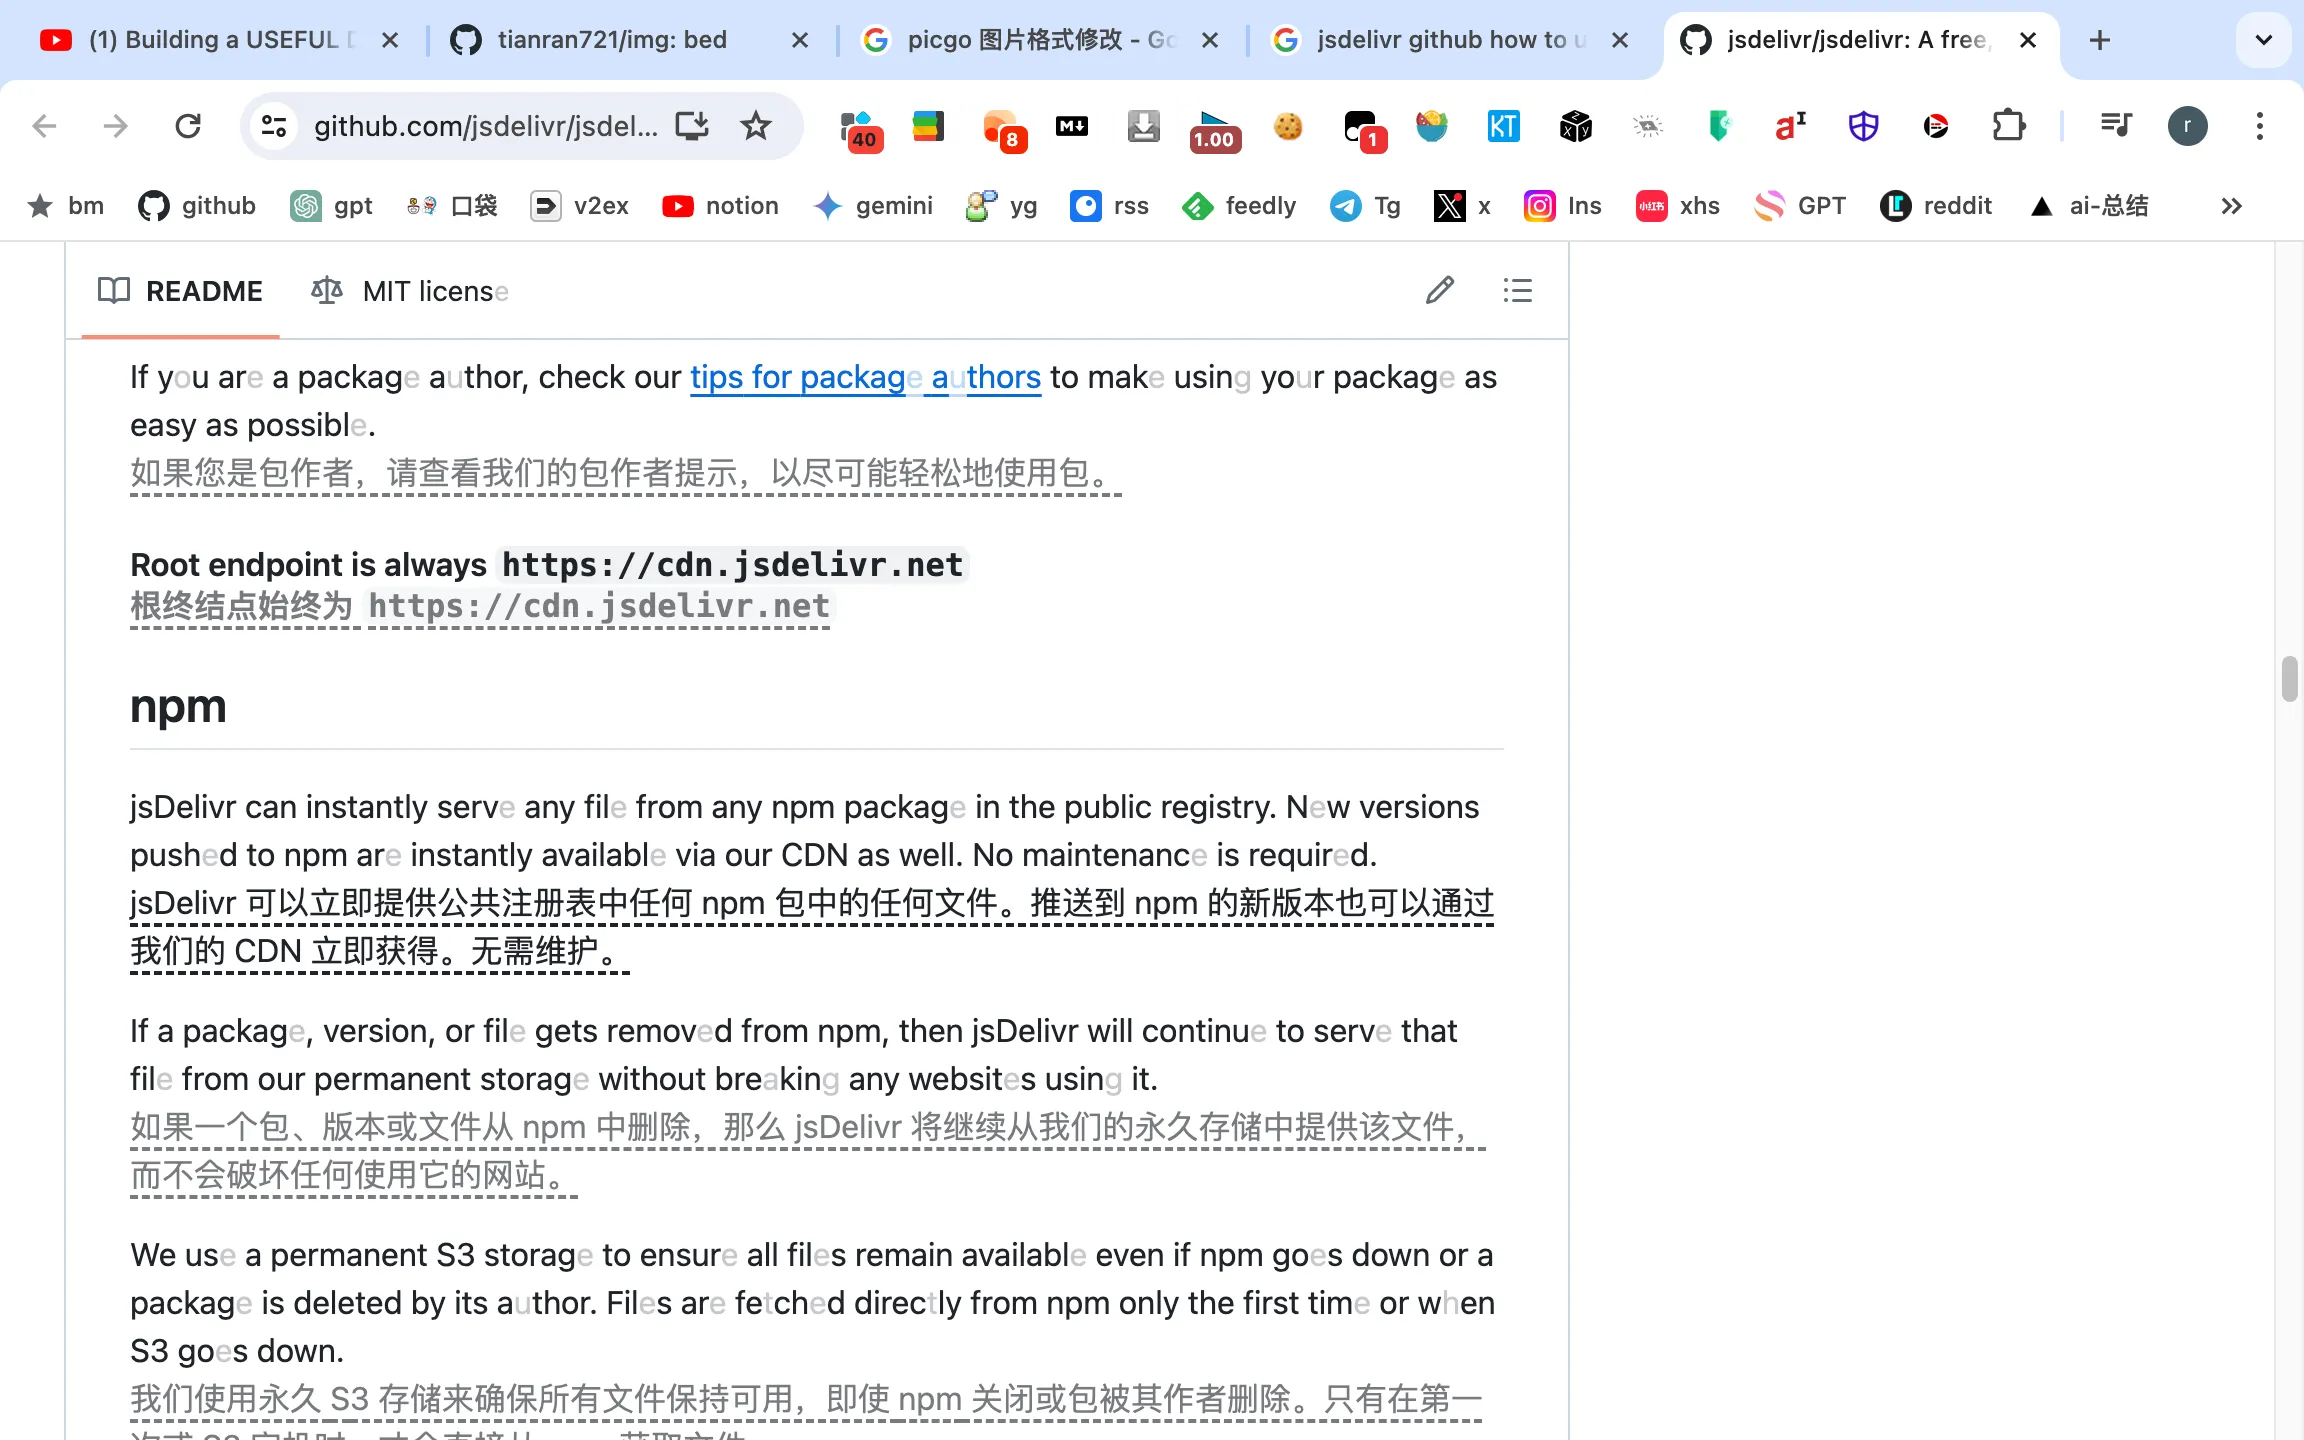 (1) Building a USEFUL
tianran721/img: bed
picgo 图片格式修改 - Go
jsdelivr github how to u
jsdelivr/jsdelivr: A free,
github.com/jsdelivr/jsdel...
40
8
1.00
1
KT
r
bm
github
gpt
口袋
v2ex
notion
gemini
yg
rss
feedly
Tg
x
Ins
xhs
GPT
reddit
ai-总结
README
MIT license
If you are a package author, check our tips for package authors to make using your package as
easy as possible.
如果您是包作者，请查看我们的包作者提示，以尽可能轻松地使用包。
Root endpoint is always https://cdn.jsdelivr.net
根终结点始终为 https://cdn.jsdelivr.net
npm
jsDelivr can instantly serve any file from any npm package in the public registry. New versions
pushed to npm are instantly available via our CDN as well. No maintenance is required.
jsDelivr 可以立即提供公共注册表中任何 npm 包中的任何文件。推送到 npm 的新版本也可以通过
我们的 CDN 立即获得。无需维护。
If a package, version, or file gets removed from npm, then jsDelivr will continue to serve that
file from our permanent storage without breaking any websites using it.
如果一个包、版本或文件从 npm 中删除，那么 jsDelivr 将继续从我们的永久存储中提供该文件，
而不会破坏任何使用它的网站。
We use a permanent S3 storage to ensure all files remain available even if npm goes down or a
package is deleted by its author. Files are fetched directly from npm only the first time or when
S3 goes down.
我们使用永久 S3 存储来确保所有文件保持可用，即使 npm 关闭或包被其作者删除。只有在第一